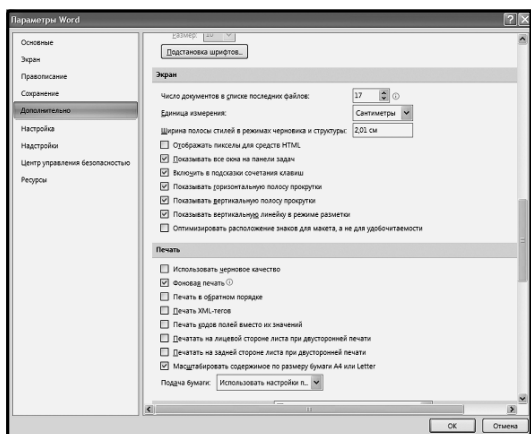 Параметры Word
Основные
Экран
Правописание
Сохранение
Дополнительно
Настройка
Надстройки
Центр управления безопасностью
Ресурсы
Размер: 10
Подстановка шрифтов...
Экран
Число документов в списке последних файлов: 17
Единица измерения: Сантиметры
Ширина полосы стилей в режимах черновика и структуры: 2,01 см
Отображать пикселы для средств HTML
Показывать все окна на панели задач
Включить в подсказки сочетания клавиш
Показывать горизонтальную полосу прокрутки
Показывать вертикальную полосу прокрутки
Показывать вертикальную линейку в режиме разметки
Оптимизировать расположение знаков для макета, а не для удобочитаемости
Печать
Использовать черновое качество
Фоновая печать
Печать в обратном порядке
Печать XML-тегов
Печать кодов полей вместо их значений
Печатать на лицевой стороне листа при двусторонней печати
Печатать на задней стороне листа при двусторонней печати
Масштабировать содержимое по размеру бумаги A4 или Letter
Подача бумаги: Использовать настройки п...
ОК
Отмена